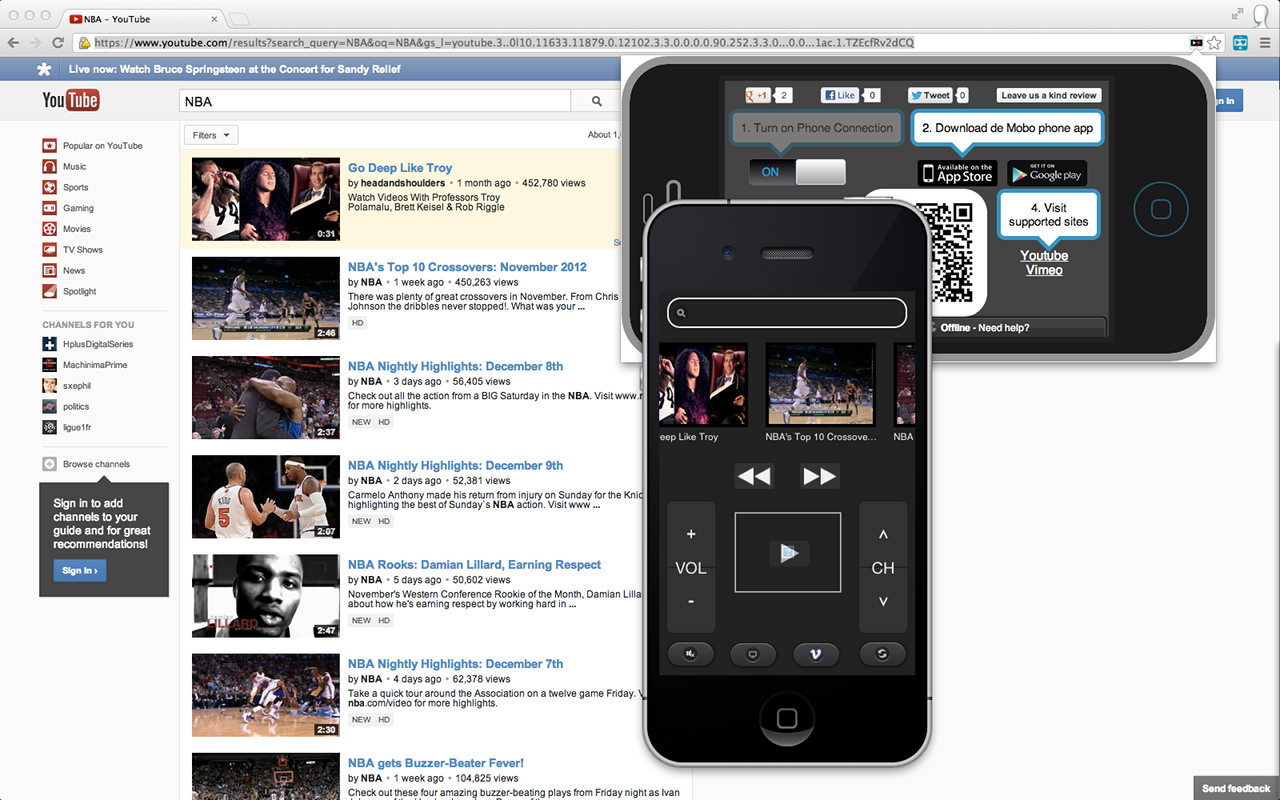 NBA - YouTube
https://www.youtube.com/results?search_query=NBA&oq=NBA&gs_l=youtube.3..0l10.11633.11879.0.12102.3.3.0.0.0.0.90.252.3.3.0...0.0...1ac.1.TZEcfRv2dCQ
Live now: Watch Bruce Springsteen at the Concert for Sandy Relief
YouTube
NBA
Sign In
Filters
About 1,
Popular on YouTube
Music
Sports
Gaming
Movies
TV Shows
News
Spotlight
CHANNELS FOR YOU
HplusDigitalSeries
MachinimaPrime
sxephil
politics
ligue1fr
Browse channels
Sign in to add
channels to your
guide and for great
recommendations!
Sign In ›
Go Deep Like Troy
by headandshoulders • 1 month ago • 452,780 views
Watch Videos With Professors Troy
Polamalu, Brett Keisel & Rob Riggle
0:31
NBA's Top 10 Crossovers: November 2012
by NBA • 1 week ago • 450,263 views
There was plenty of great crossovers in November. From Chris
Johnson the dribbles never stopped!. What was your ...
HD
2:46
NBA Nightly Highlights: December 8th
by NBA • 3 days ago • 56,405 views
Check out all the action from a BIG Saturday in the NBA. Visit www.
for more highlights.
NEW HD
2:37
NBA Nightly Highlights: December 9th
by NBA • 2 days ago • 52,381 views
Carmelo Anthony made his return from injury on Sunday for the Knic
highlighting the best of Sunday`s NBA action. Visit www ...
NEW HD
KIDD
5
2:07
NBA Rooks: Damian Lillard, Earning Respect
by NBA • 5 days ago • 50,602 views
November's Western Conference Rookie of the Month, Damian Lilla
about how he's earning respect by working hard in ...
NEW HD
LILLARD
2:47
NBA Nightly Highlights: December 7th
by NBA • 4 days ago • 62,378 views
Take a quick tour around the Association on a twelve game Friday. V
nba.com/video for more highlights.
NEW HD
2:30
NBA gets Buzzer-Beater Fever!
by NBA • 1 week ago • 104,825 views
Check out these four amazing buzzer-beating plays from Friday night as Ivan
+1 2
Like 0
Tweet 0
Leave us a kind review
1. Turn on Phone Connection
2. Download de Mobo phone app
ON
Available on the
App Store
GET IT ON
Google play
4. Visit
supported sites
Youtube
Vimeo
Offline - Need help?
eep Like Troy
NBA's Top 10 Crossove...
NBA
+
VOL
-
CH
Send feedback